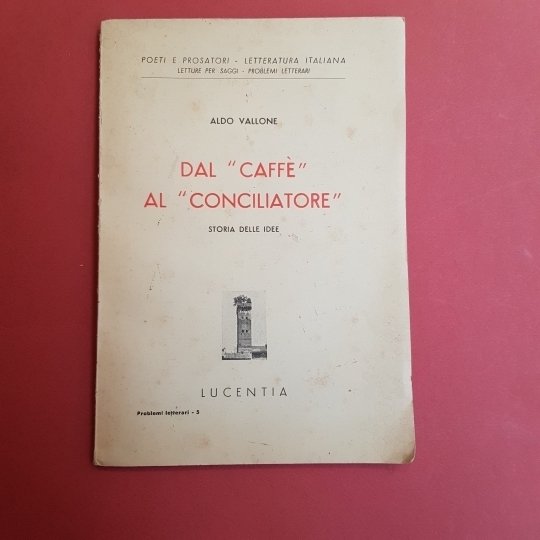 POETI E PROSATORI - LETTERATURA ITALIANA
LETTURE PER SAGGI - PROBLEMI LETTERARI
ALDO VALLONE
DAL "CAFFÈ"
AL "CONCILIATORE"
STORIA DELLE IDEE
LUCENTIA
Problemi letterari - 5